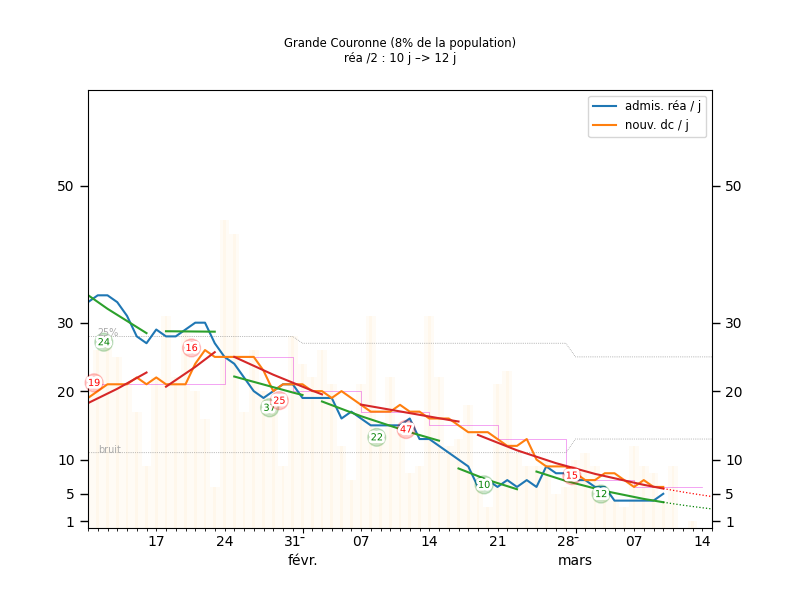 Grande Couronne (8% de la population)
réa /2 : 10 j –> 12 j
admis. réa / j
nouv. dc / j
50 50
30 30
25%
24
16
19
20 20
25
37
22
47
bruit
10 10
15
10
12
5 5
1 1
17 24 31 07 14 21 28 07 14
févr. mars